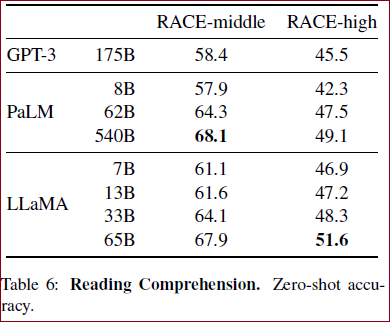 RACE-middle RACE-high
GPT-3 175B 58.4 45.5
8B 57.9 42.3
PaLM 62B 64.3 47.5
540B 68.1 49.1
7B 61.1 46.9
13B 61.6 47.2
LLaMA 33B 64.1 48.3
65B 67.9 51.6
Table 6: Reading Comprehension. Zero-shot accu-
racy.